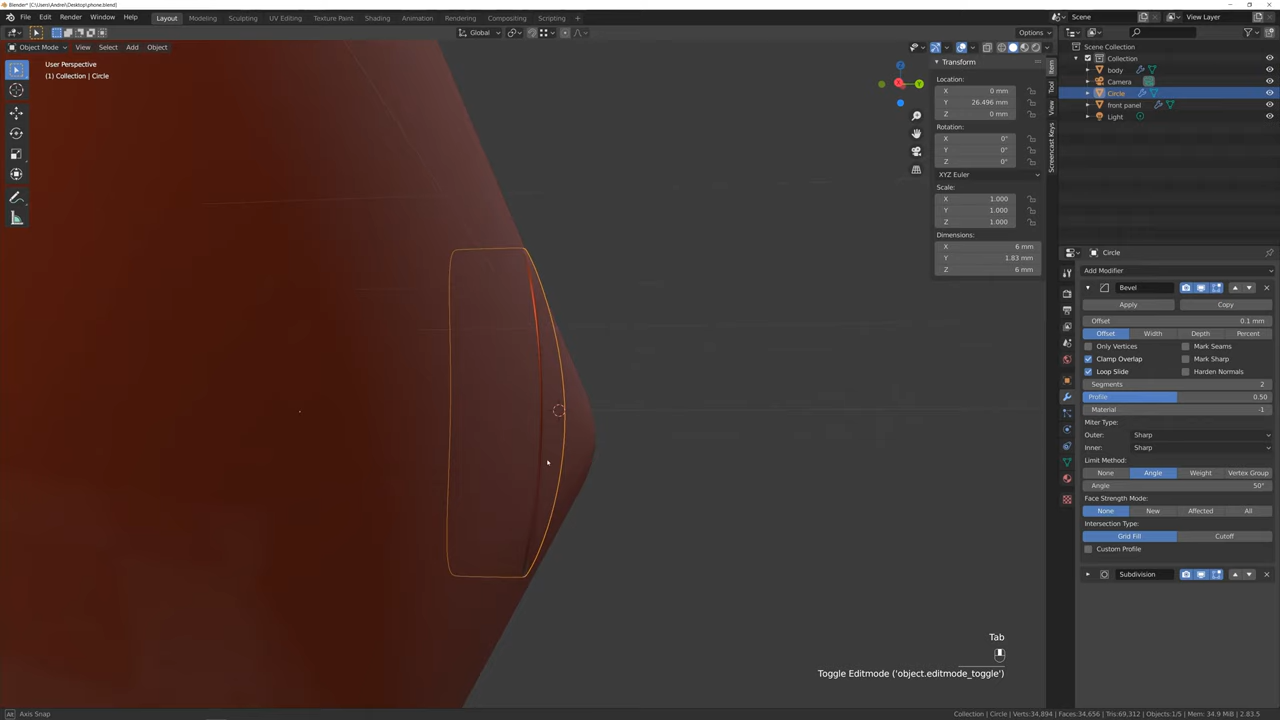 Blender* [C:\Users\Andrei\Desktop\phone.blend]
File Edit Render Window Help Layout Modeling Sculpting UV Editing Texture Paint Shading Animation Rendering Compositing Scripting Scene View Layer
Global Options
Object Mode View Select Add Object
User Perspective
(1) Collection | Circle
Transform
Location:
X 0 mm
Y 26.496 mm
Z 0 mm
Rotation:
X 0°
Y 0°
Z 0°
XYZ Euler
Scale:
X 1.000
Y 1.000
Z 1.000
Dimensions:
X 6 mm
Y 1.83 mm
Z 6 mm
Item
Tool
View
Screencast Keys
Scene Collection
Collection
body
Camera
Circle
front panel
Light
Circle
Add Modifier
Bevel
Apply Copy
Offset 0.1 mm
Offset Width Depth Percent
Only Vertices Mark Seams
Clamp Overlap Mark Sharp
Loop Slide Harden Normals
Segments 2
Profile 0.50
Material -1
Miter Type:
Outer: Sharp
Inner: Sharp
Limit Method:
None Angle Weight Vertex Group
Angle 50°
Face Strength Mode:
None New Affected All
Intersection Type:
Grid Fill Cutoff
Custom Profile
Subdivision
Tab
Toggle Editmode ('object.editmode_toggle')
Alt Axis Snap
Collection | Circle | Verts:34,894 | Faces:34,656 | Tris:69,312 | Objects:1/5 | Mem: 34.9 MiB | 2.83.5